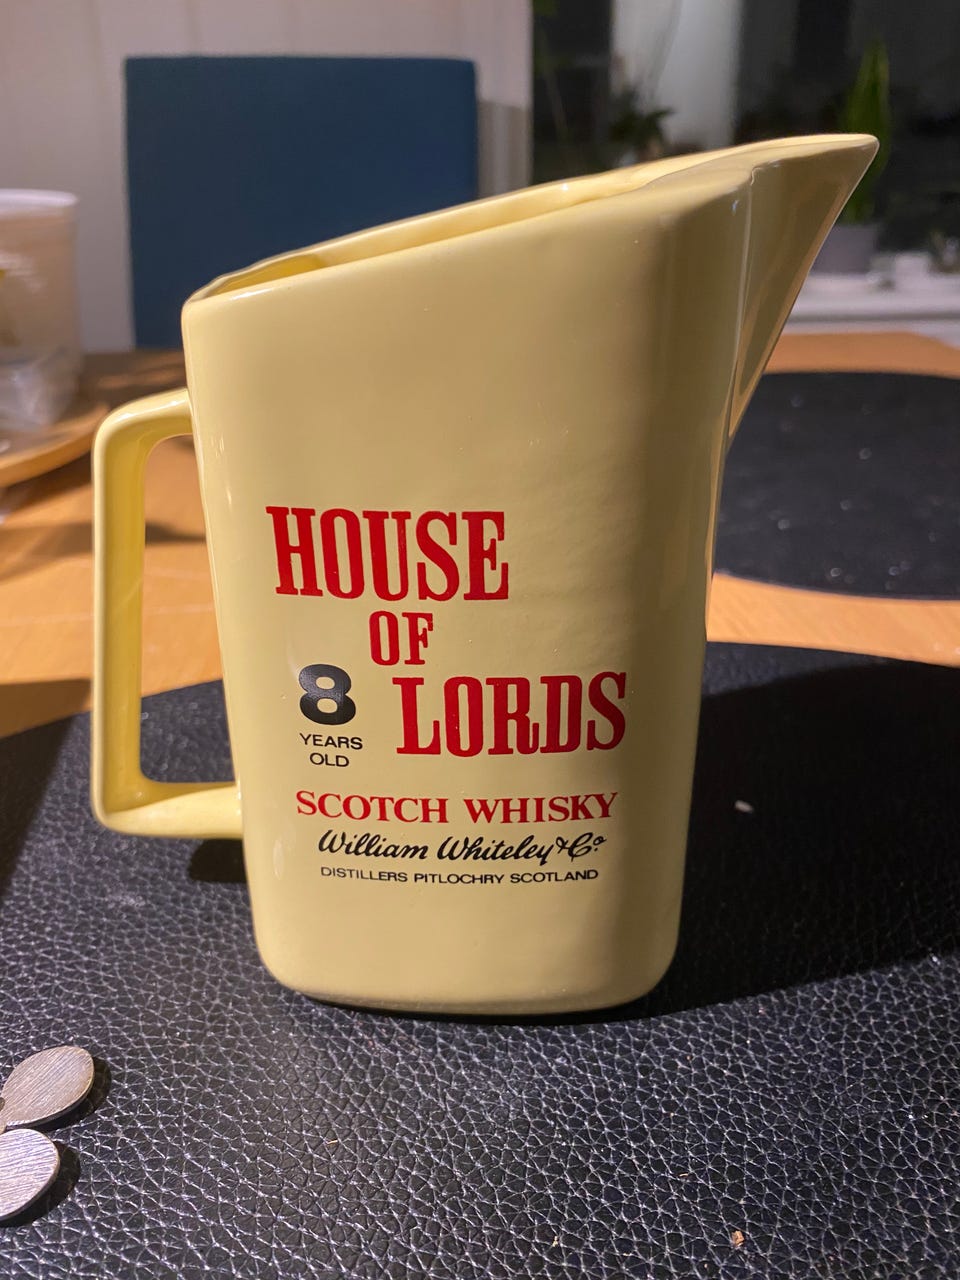 HOUSE
OF
8 LORDS
YEARS
OLD
SCOTCH WHISKY
William Whiteley & Co.
DISTILLERS PITLOCHRY SCOTLAND